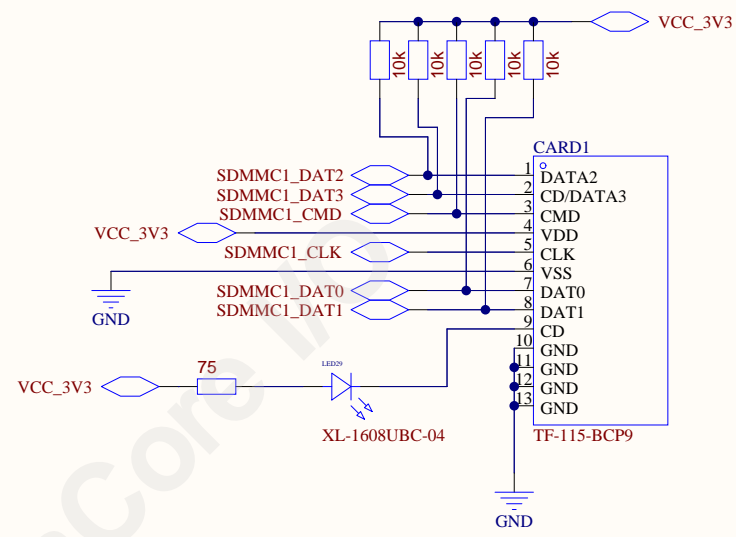 VCC_3V3
10k
10k
10k
10k
10k
CARD1
SDMMC1_DAT2
1
DATA2
SDMMC1_DAT3
2
CD/DATA3
SDMMC1_CMD
3
CMD
VCC_3V3
4
VDD
SDMMC1_CLK
5
CLK
6
VSS
GND
SDMMC1_DAT0
7
DAT0
SDMMC1_DAT1
8
DAT1
9
CD
10
GND
11
GND
12
GND
13
GND
VCC_3V3
75
LED29
XL-1608UBC-04
TF-115-BCP9
GND
Core I/O